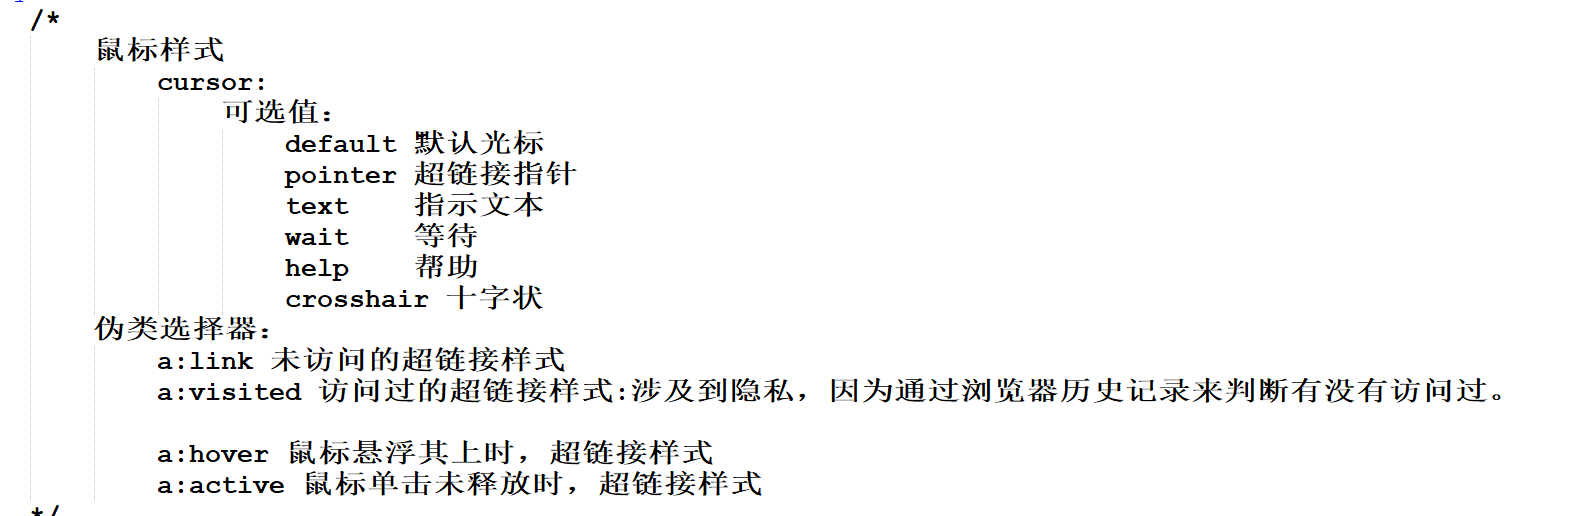 /*
鼠标样式
cursor:
可选值：
default 默认光标
pointer 超链接指针
text 指示文本
wait 等待
help 帮助
crosshair 十字状
伪类选择器：
a:link 未访问的超链接样式
a:visited 访问过的超链接样式:涉及到隐私，因为通过浏览器历史记录来判断有没有访问过。
a:hover 鼠标悬浮其上时，超链接样式
a:active 鼠标单击未释放时，超链接样式
*/